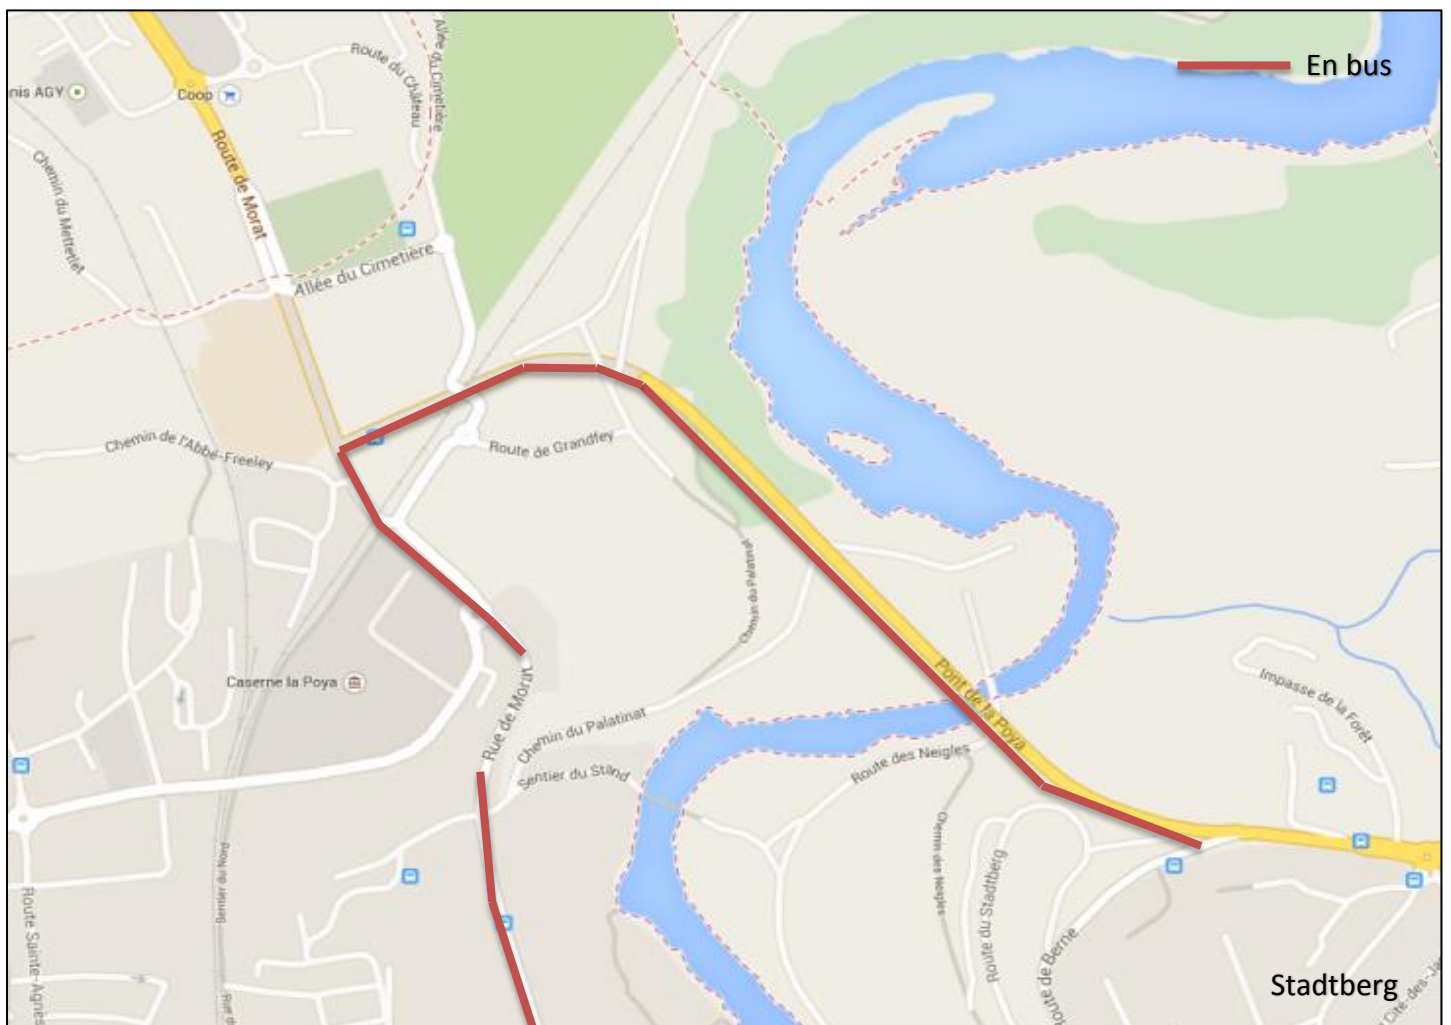 En bus
Route du Château
Allée du Cimetière
nis AGY
Coop
Route de Morat
Chemin du Mettetlet
Allée du Cimetière
Chemin de l'Abbé-Freeley
Route de Grandfey
Chemin du Palatinat
Caserne la Poya
Rue de Morat
Chemin du Palatinat
Sentier du Stand
Pont de la Poya
Route des Neigles
Impasse de la Forêt
Chemin des Neigles
Route du Stadtberg
Sentier du Nord
Route Sainte-Agnès
Route de Berne
Stadtberg